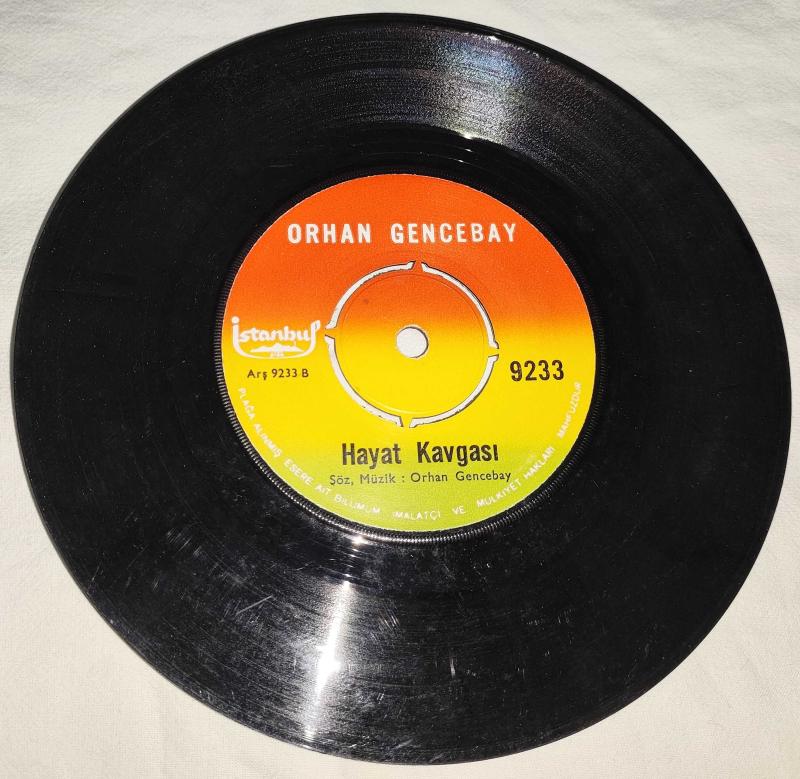 ORHAN GENCEBAY
istanbul
Arş 9233 B
9233
Hayat Kavgası
Söz, Müzik : Orhan Gencebay
PLAĞA ALINMIŞ ESERE AİT BİLUMUM İMALATÇI VE MÜLKİYET HAKLARI MAHFUZDUR